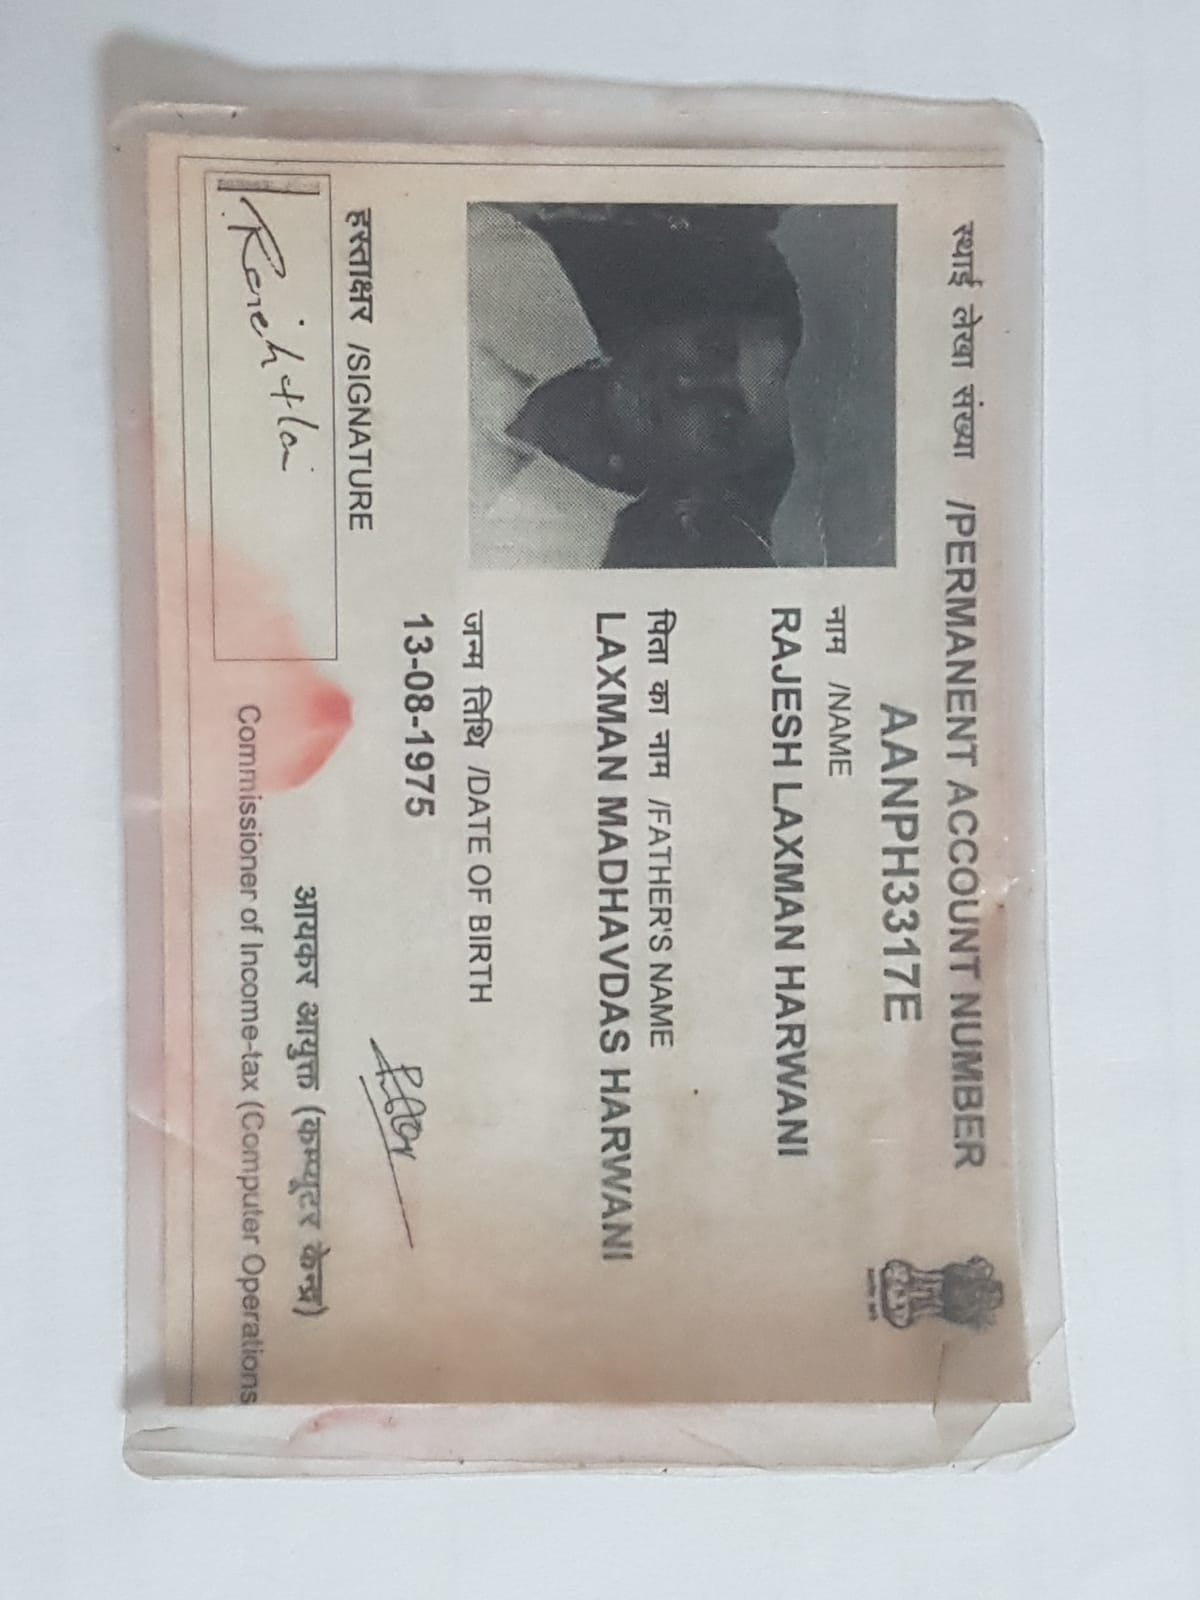 स्थाई लेखा संख्या /PERMANENT ACCOUNT NUMBER
AANPH3317E
नाम /NAME
RAJESH LAXMAN HARWANI
पिता का नाम /FATHER'S NAME
LAXMAN MADHAVDAS HARWANI
जन्म तिथि /DATE OF BIRTH
13-08-1975
हस्ताक्षर /SIGNATURE
आयकर आयुक्त (कम्प्यूटर केन्द्र)
Commissioner of Income-tax (Computer Operations